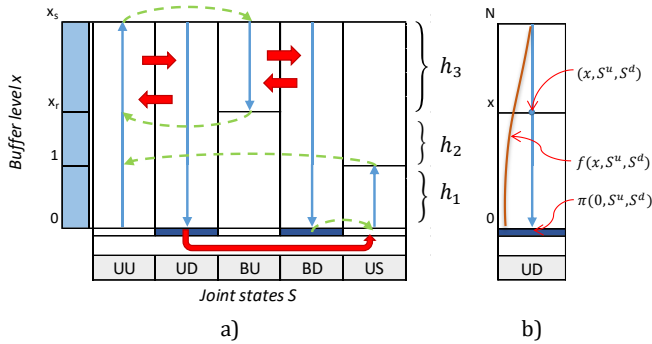 x_s
x_r
1
0
Buffer level x
h_3
h_2
h_1
UU UD BU BD US
Joint states S
a)
N
x
0
(x, S^u, S^d)
f(x, S^u, S^d)
π(0, S^u, S^d)
UD
b)